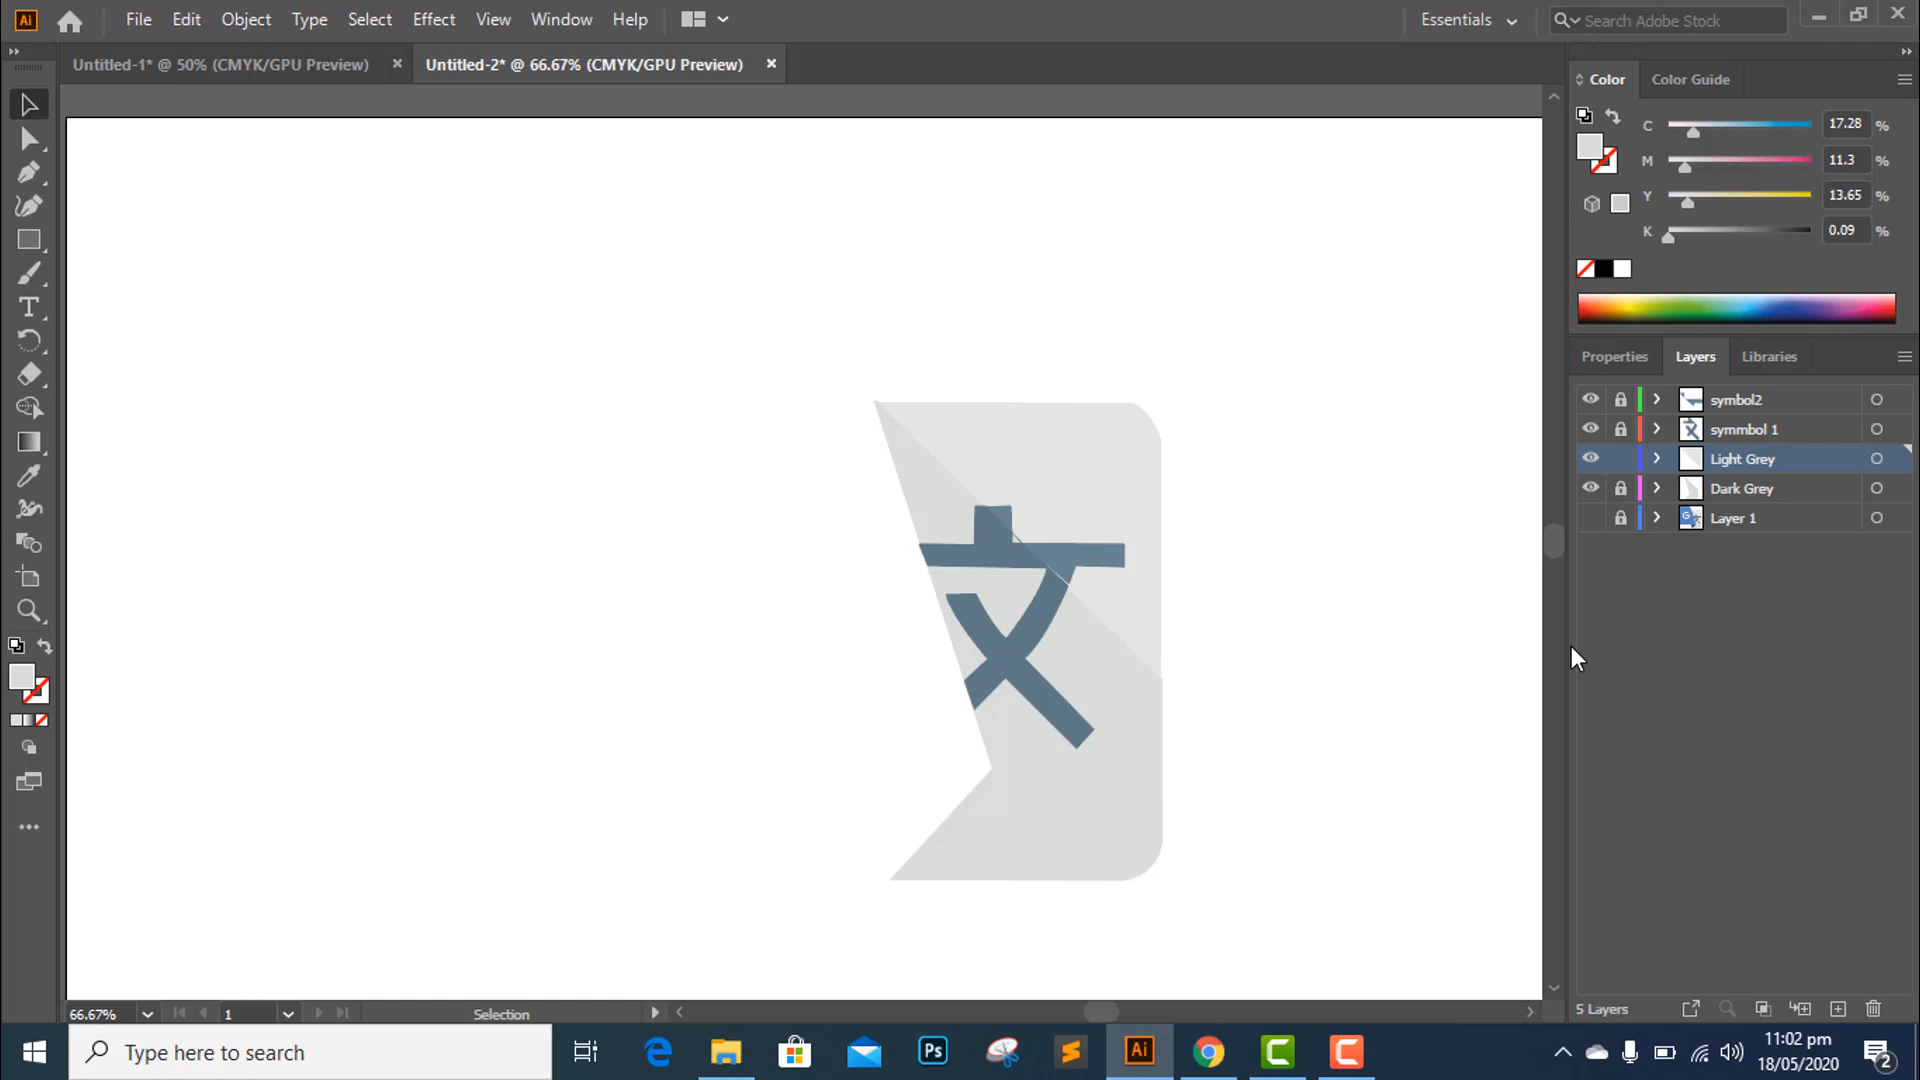 Ai File Edit Object Type Select Effect View Window Help Essentials Search Adobe Stock
Untitled-1* @ 50% (CMYK/GPU Preview) Untitled-2* @ 66.67% (CMYK/GPU Preview)
Color Color Guide
C 17.28 %
M 11.3 %
Y 13.65 %
K 0.09 %
Properties Layers Libraries
symbol2
symmbol 1
Light Grey
Dark Grey
Layer 1
文
66.67% 1 Selection 5 Layers
Type here to search
Ps
Ai
11:02 pm
18/05/2020
2